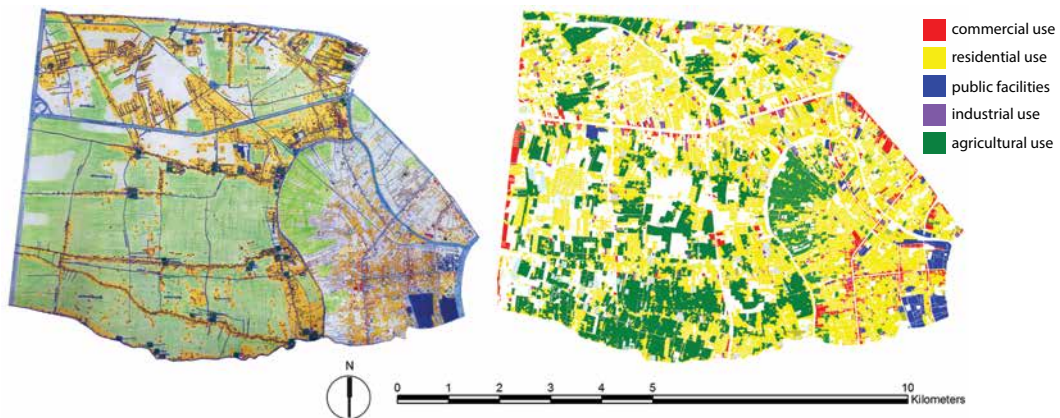 commercial use
residential use
public facilities
industrial use
agricultural use
N
0 1 2 3 4 5 10
Kilometers